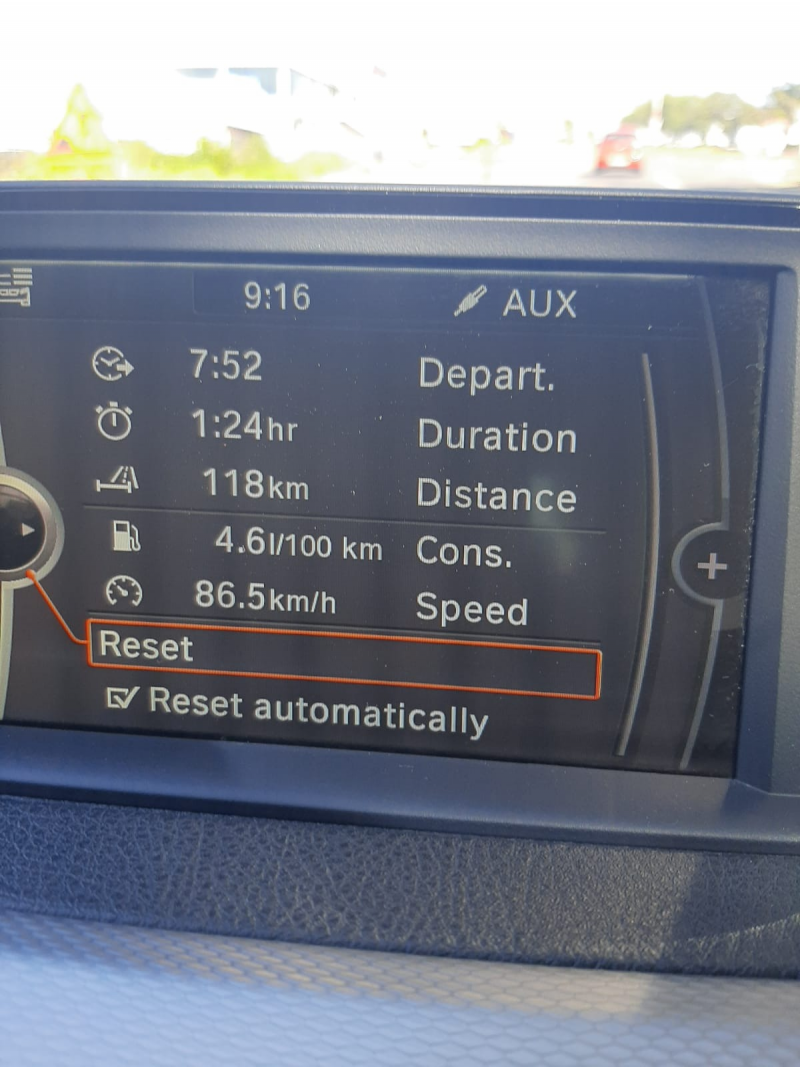 9:16 AUX
7:52 Depart.
1:24hr Duration
118km Distance
4.6l/100 km Cons.
86.5km/h Speed
Reset
Reset automatically